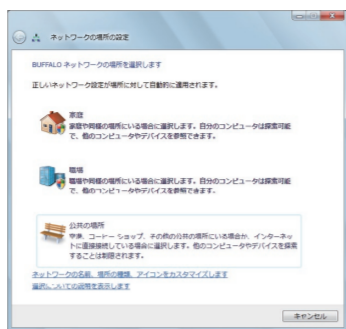 ネットワークの場所の設定
BUFFALO ネットワークの場所を選択します
正しいネットワーク設定が場所に対して自動的に適用されます。
家庭
家庭や同様の場所にいる場合に選択します。自分のコンピュータは探索可能
で、他のコンピュータやデバイスを参照できます。
職場
職場や同様の場所にいる場合に選択します。自分のコンピュータは探索可能
で、他のコンピュータやデバイスを参照できます。
公共の場所
空港、コーヒー ショップ、その他の公共の場所にいる場合か、インターネッ
トに直接接続している場合に選択します。他のコンピュータやデバイスを探索
することは制限されます。
ネットワークの名前、場所の種類、アイコンをカスタマイズします
選択についての説明を表示します
キャンセル